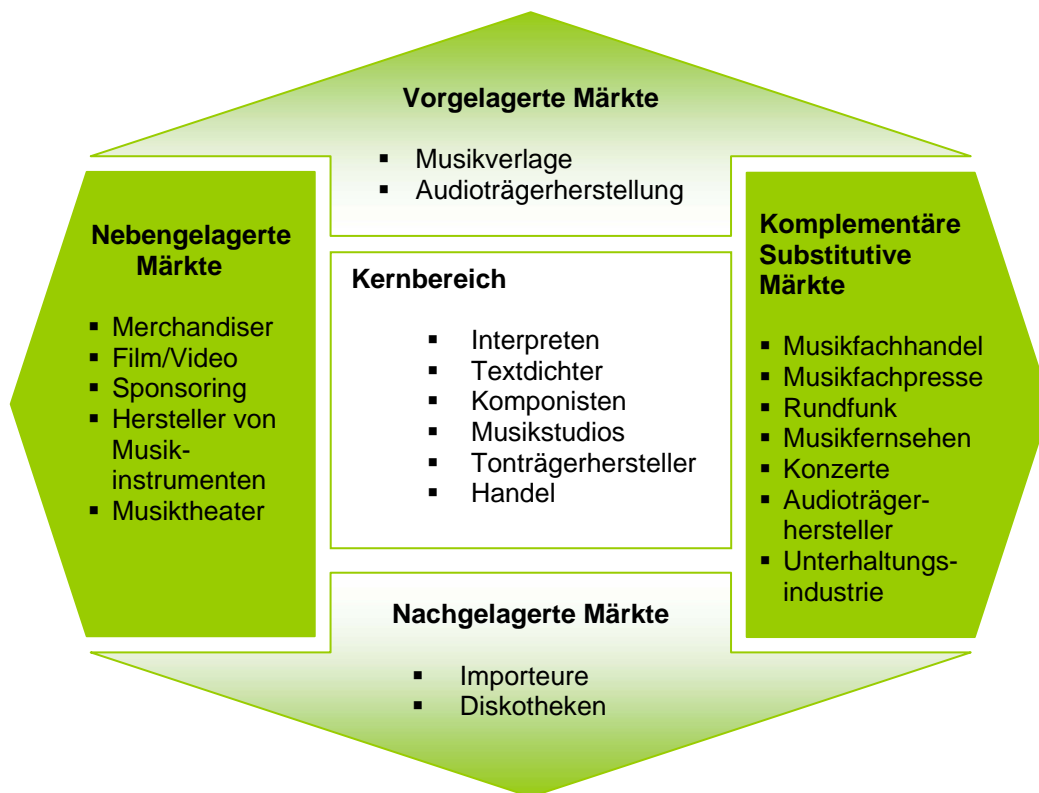 Vorgelagerte Märkte
▪ Musikverlage
▪ Audioträgerherstellung
Nebengelagerte
Märkte
▪ Merchandiser
▪ Film/Video
▪ Sponsoring
▪ Hersteller von
Musik-
instrumenten
▪ Musiktheater
Kernbereich
▪ Interpreten
▪ Textdichter
▪ Komponisten
▪ Musikstudios
▪ Tonträgerhersteller
▪ Handel
Komplementäre
Substitutive
Märkte
▪ Musikfachhandel
▪ Musikfachpresse
▪ Rundfunk
▪ Musikfernsehen
▪ Konzerte
▪ Audioträger-
hersteller
▪ Unterhaltungs-
industrie
Nachgelagerte Märkte
▪ Importeure
▪ Diskotheken